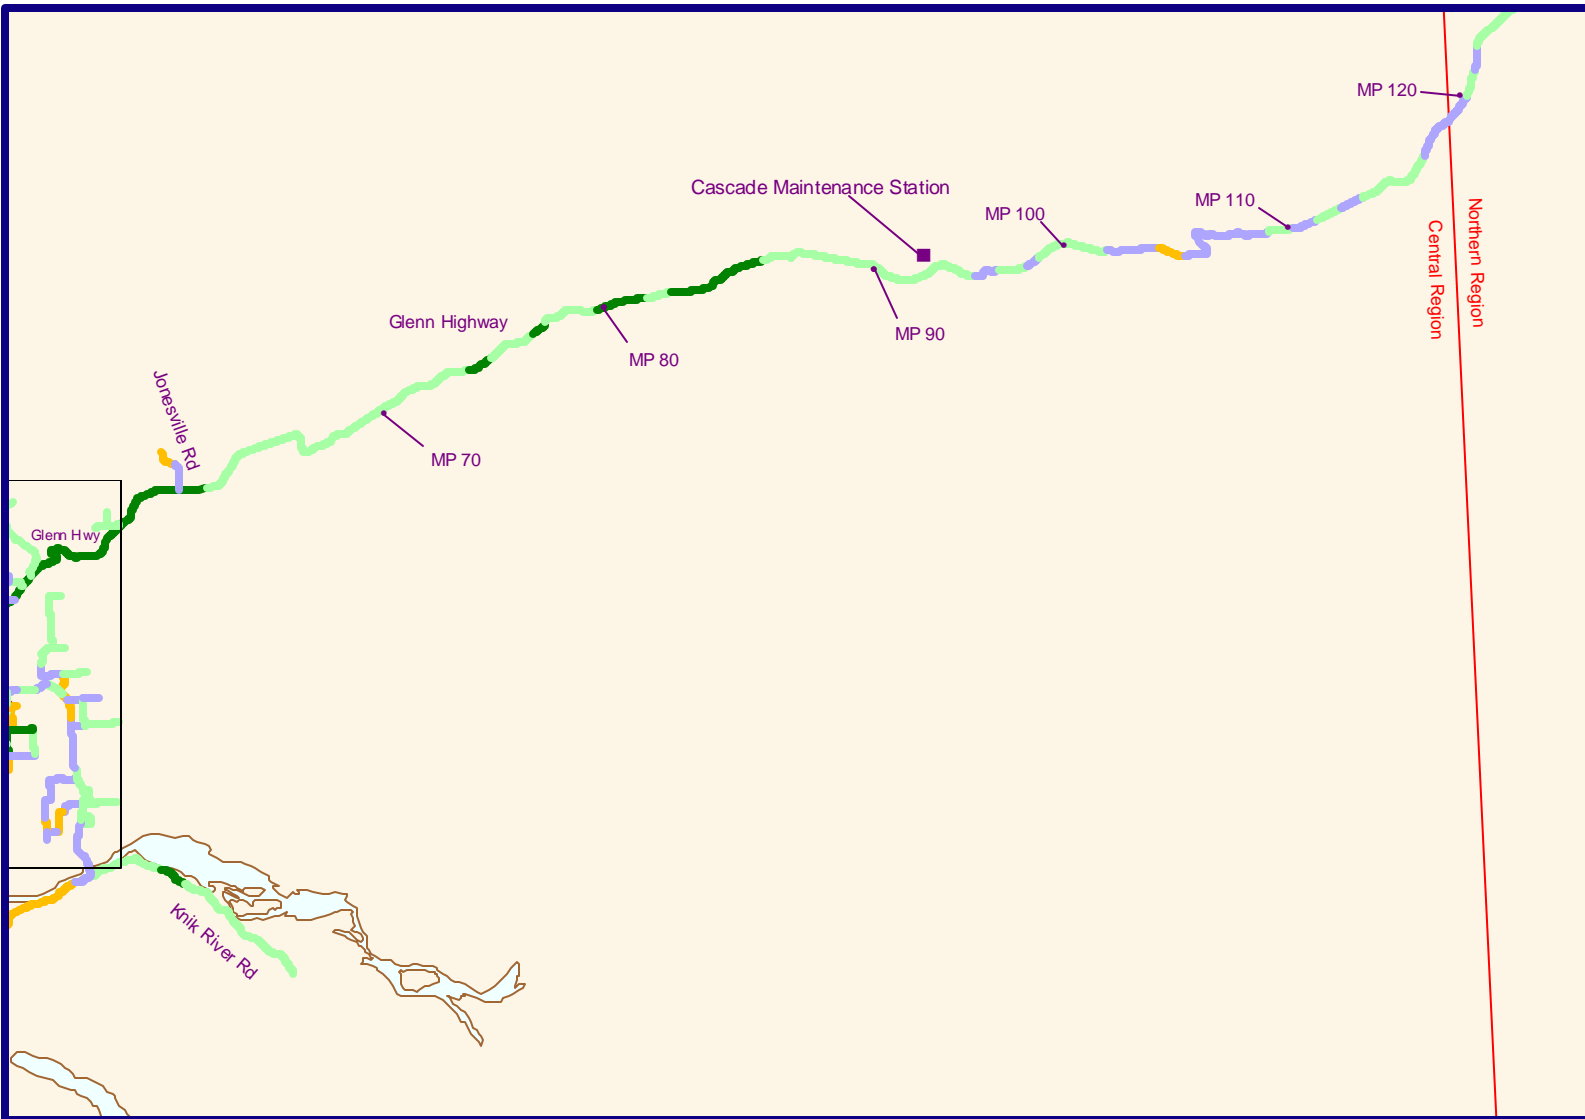 MP 120
Cascade Maintenance Station
MP 110
MP 100
Northern Region
Central Region
Glenn Highway
MP 90
MP 80
Jonesville Rd
MP 70
Glenn Hwy
Knik River Rd